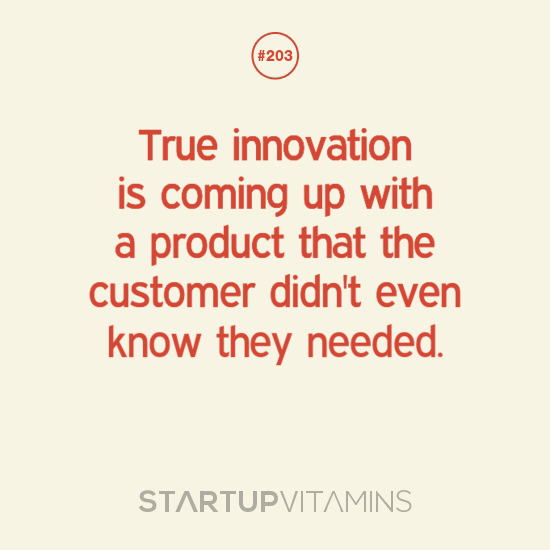 #203
True innovation
is coming up with
a product that the
customer didn't even
know they needed.
STARTUPVITAMINS